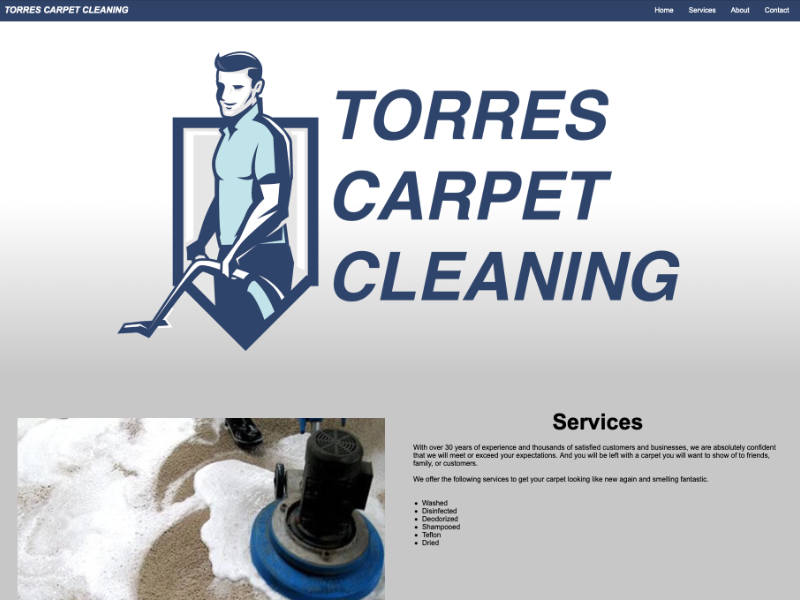 TORRES CARPET CLEANING
Home Services About Contact
TORRES
CARPET
CLEANING
Services
With over 30 years of experience and thousands of satisfied customers and businesses, we are absolutely confident
that we will meet or exceed your expectations. And you will be left with a carpet you will want to show of to friends,
family, or customers.
We offer the following services to get your carpet looking like new again and smelling fantastic.
Washed
Disinfected
Deodorized
Shampooed
Teflon
Dried